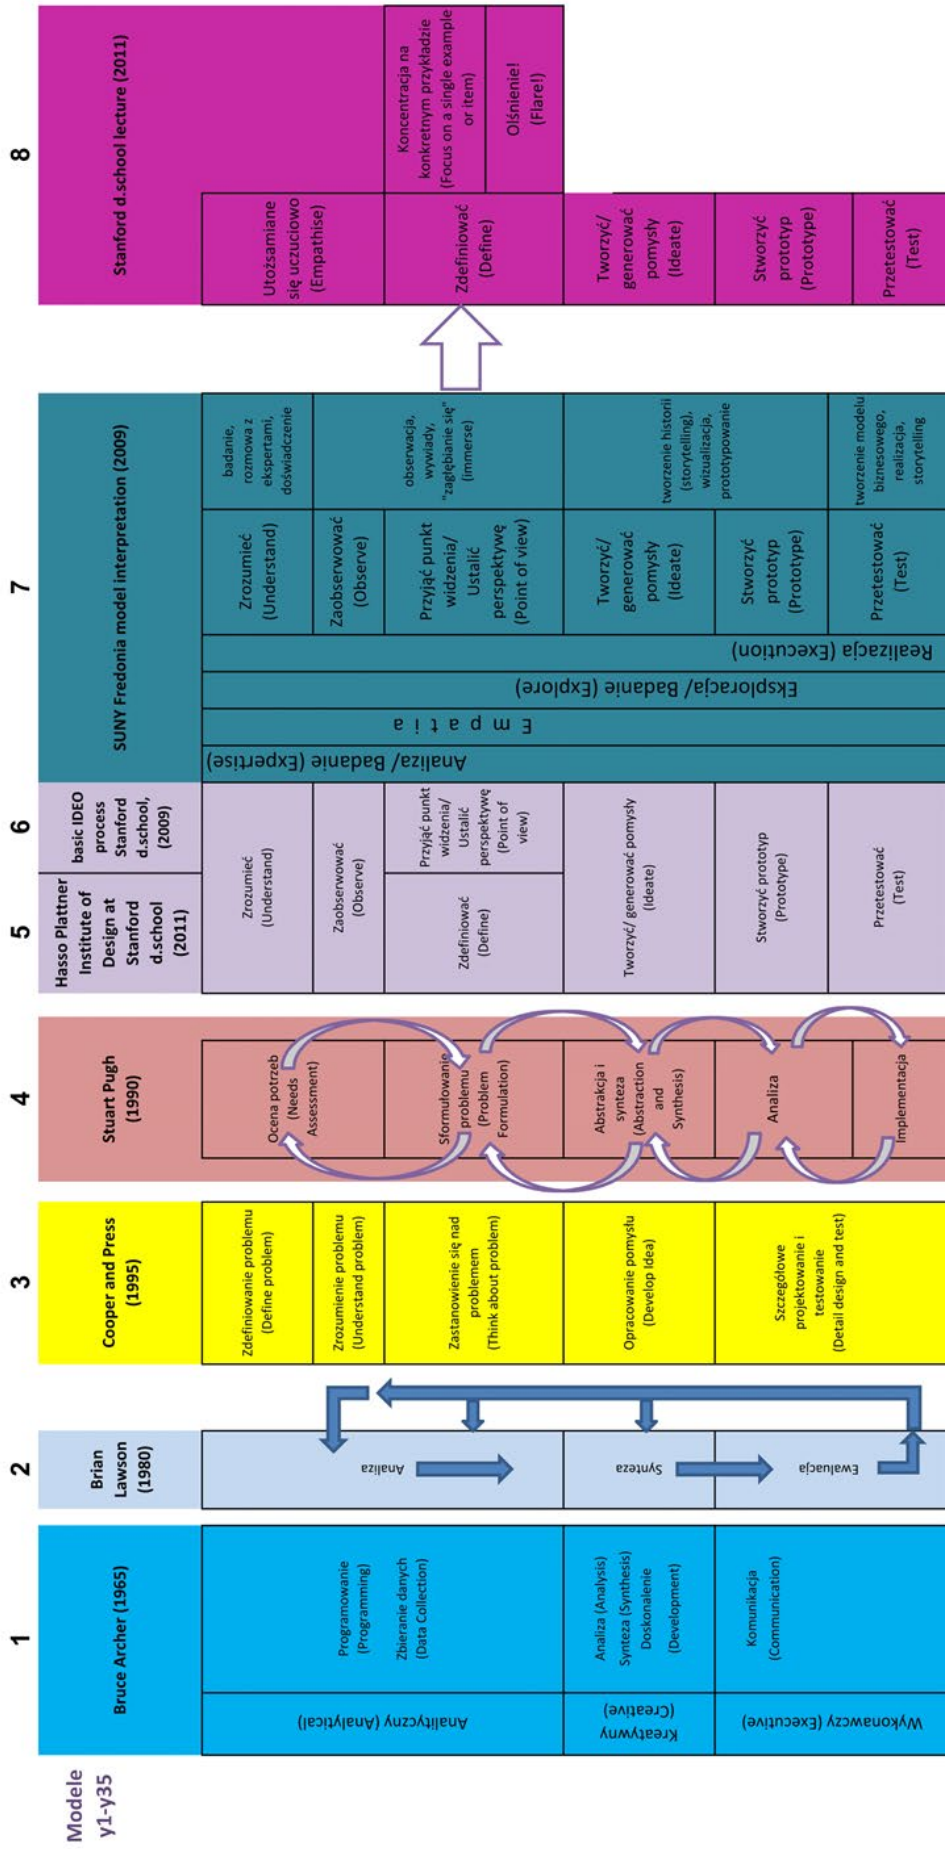 Modele
y1-y35
1
Bruce Archer (1965)
Analityczny (Analytical)
Programowanie
(Programming)
Zbieranie danych
(Data Collection)
Kreatywny
(Creative)
Analiza (Analysis)
Synteza (Synthesis)
Doskonalenie
(Development)
Wykonawczy (Executive)
Komunikacja
(Communication)
2
Brian
Lawson
(1980)
Analiza
Synteza
Ewaluacja
3
Cooper and Press
(1995)
Zdefiniowanie problemu
(Define problem)
Zrozumienie problemu
(Understand problem)
Zastanowienie się nad
problemem
(Think about problem)
Opracowanie pomysłu
(Develop Idea)
Szczegółowe
projektowanie i
testowanie
(Detail design and test)
4
Stuart Pugh
(1990)
Ocena potrzeb
(Needs
Assessment)
Sformułowanie
problemu
(Problem
Formulation)
Abstrakcja i
synteza
(Abstraction
and
Synthesis)
Analiza
Implementacja
5
Hasso Plattner
Institute of
Design at
Stanford
d.school
(2011)
6
basic IDEO
process
Stanford
d.school,
(2009)
Zrozumieć
(Understand)
Zaobserwować
(Observe)
Zdefiniować
(Define)
Przyjąć punkt
widzenia/
Ustalić
perspektywę
(Point of
view)
Tworzyć/ generować pomysły
(Ideate)
Stworzyć prototyp
(Prototype)
Przetestować
(Test)
7
SUNY Fredonia model interpretation (2009)
Analiza/ Badanie (Expertise)
Empatia
Eksploracja/ Badanie (Explore)
Realizacja (Execution)
Zrozumieć
(Understand)
badanie,
rozmowa z
ekspertami,
doświadczenie
Zaobserwować
(Observe)
Przyjąć punkt
widzenia/
Ustalić
perspektywę
(Point of view)
obserwacja,
wywiady,
"zagłębianie się"
(immerse)
Tworzyć/
generować
pomysły
(Ideate)
Stworzyć
prototyp
(Prototype)
tworzenie historii
(storytelling),
wizualizacja,
prototypowanie
Przetestować
(Test)
tworzenie modelu
biznesowego,
realizacja,
storytelling
8
Stanford d.school lecture (2011)
Utożsamiane
się uczuciowo
(Empathise)
Zdefiniować
(Define)
Koncentracja na
konkretnym przykładzie
(Focus on a single example
or item)
Olśnienie!
(Flare!)
Tworzyć/
generować
pomysły
(Ideate)
Stworzyć
prototyp
(Prototype)
Przetestować
(Test)